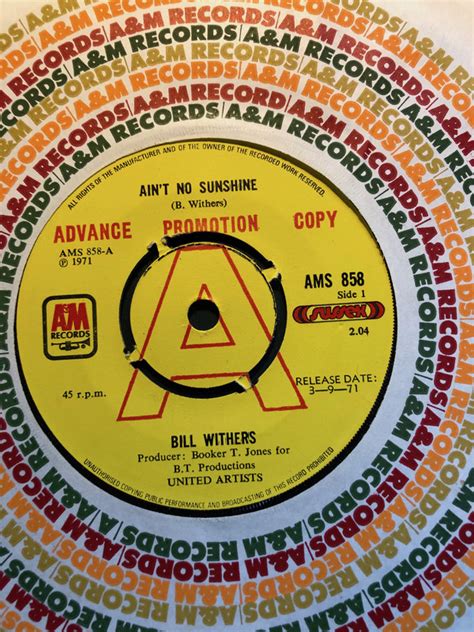 A&M RECORDS
ALL RIGHTS OF THE MANUFACTURER AND OF THE OWNER OF THE RECORDED WORK RESERVED.
AIN'T NO SUNSHINE
(B. Withers)
ADVANCE PROMOTION COPY
AMS 858-A
℗ 1971
A
AMS 858
Side 1
sussex
2.04
A&M
RECORDS
45 r.p.m.
RELEASE DATE:
3-9-71
BILL WITHERS
Producer: Booker T. Jones for
B.T. Productions
UNITED ARTISTS
UNAUTHORISED COPYING PUBLIC PERFORMANCE AND BROADCASTING OF THIS RECORD PROHIBITED